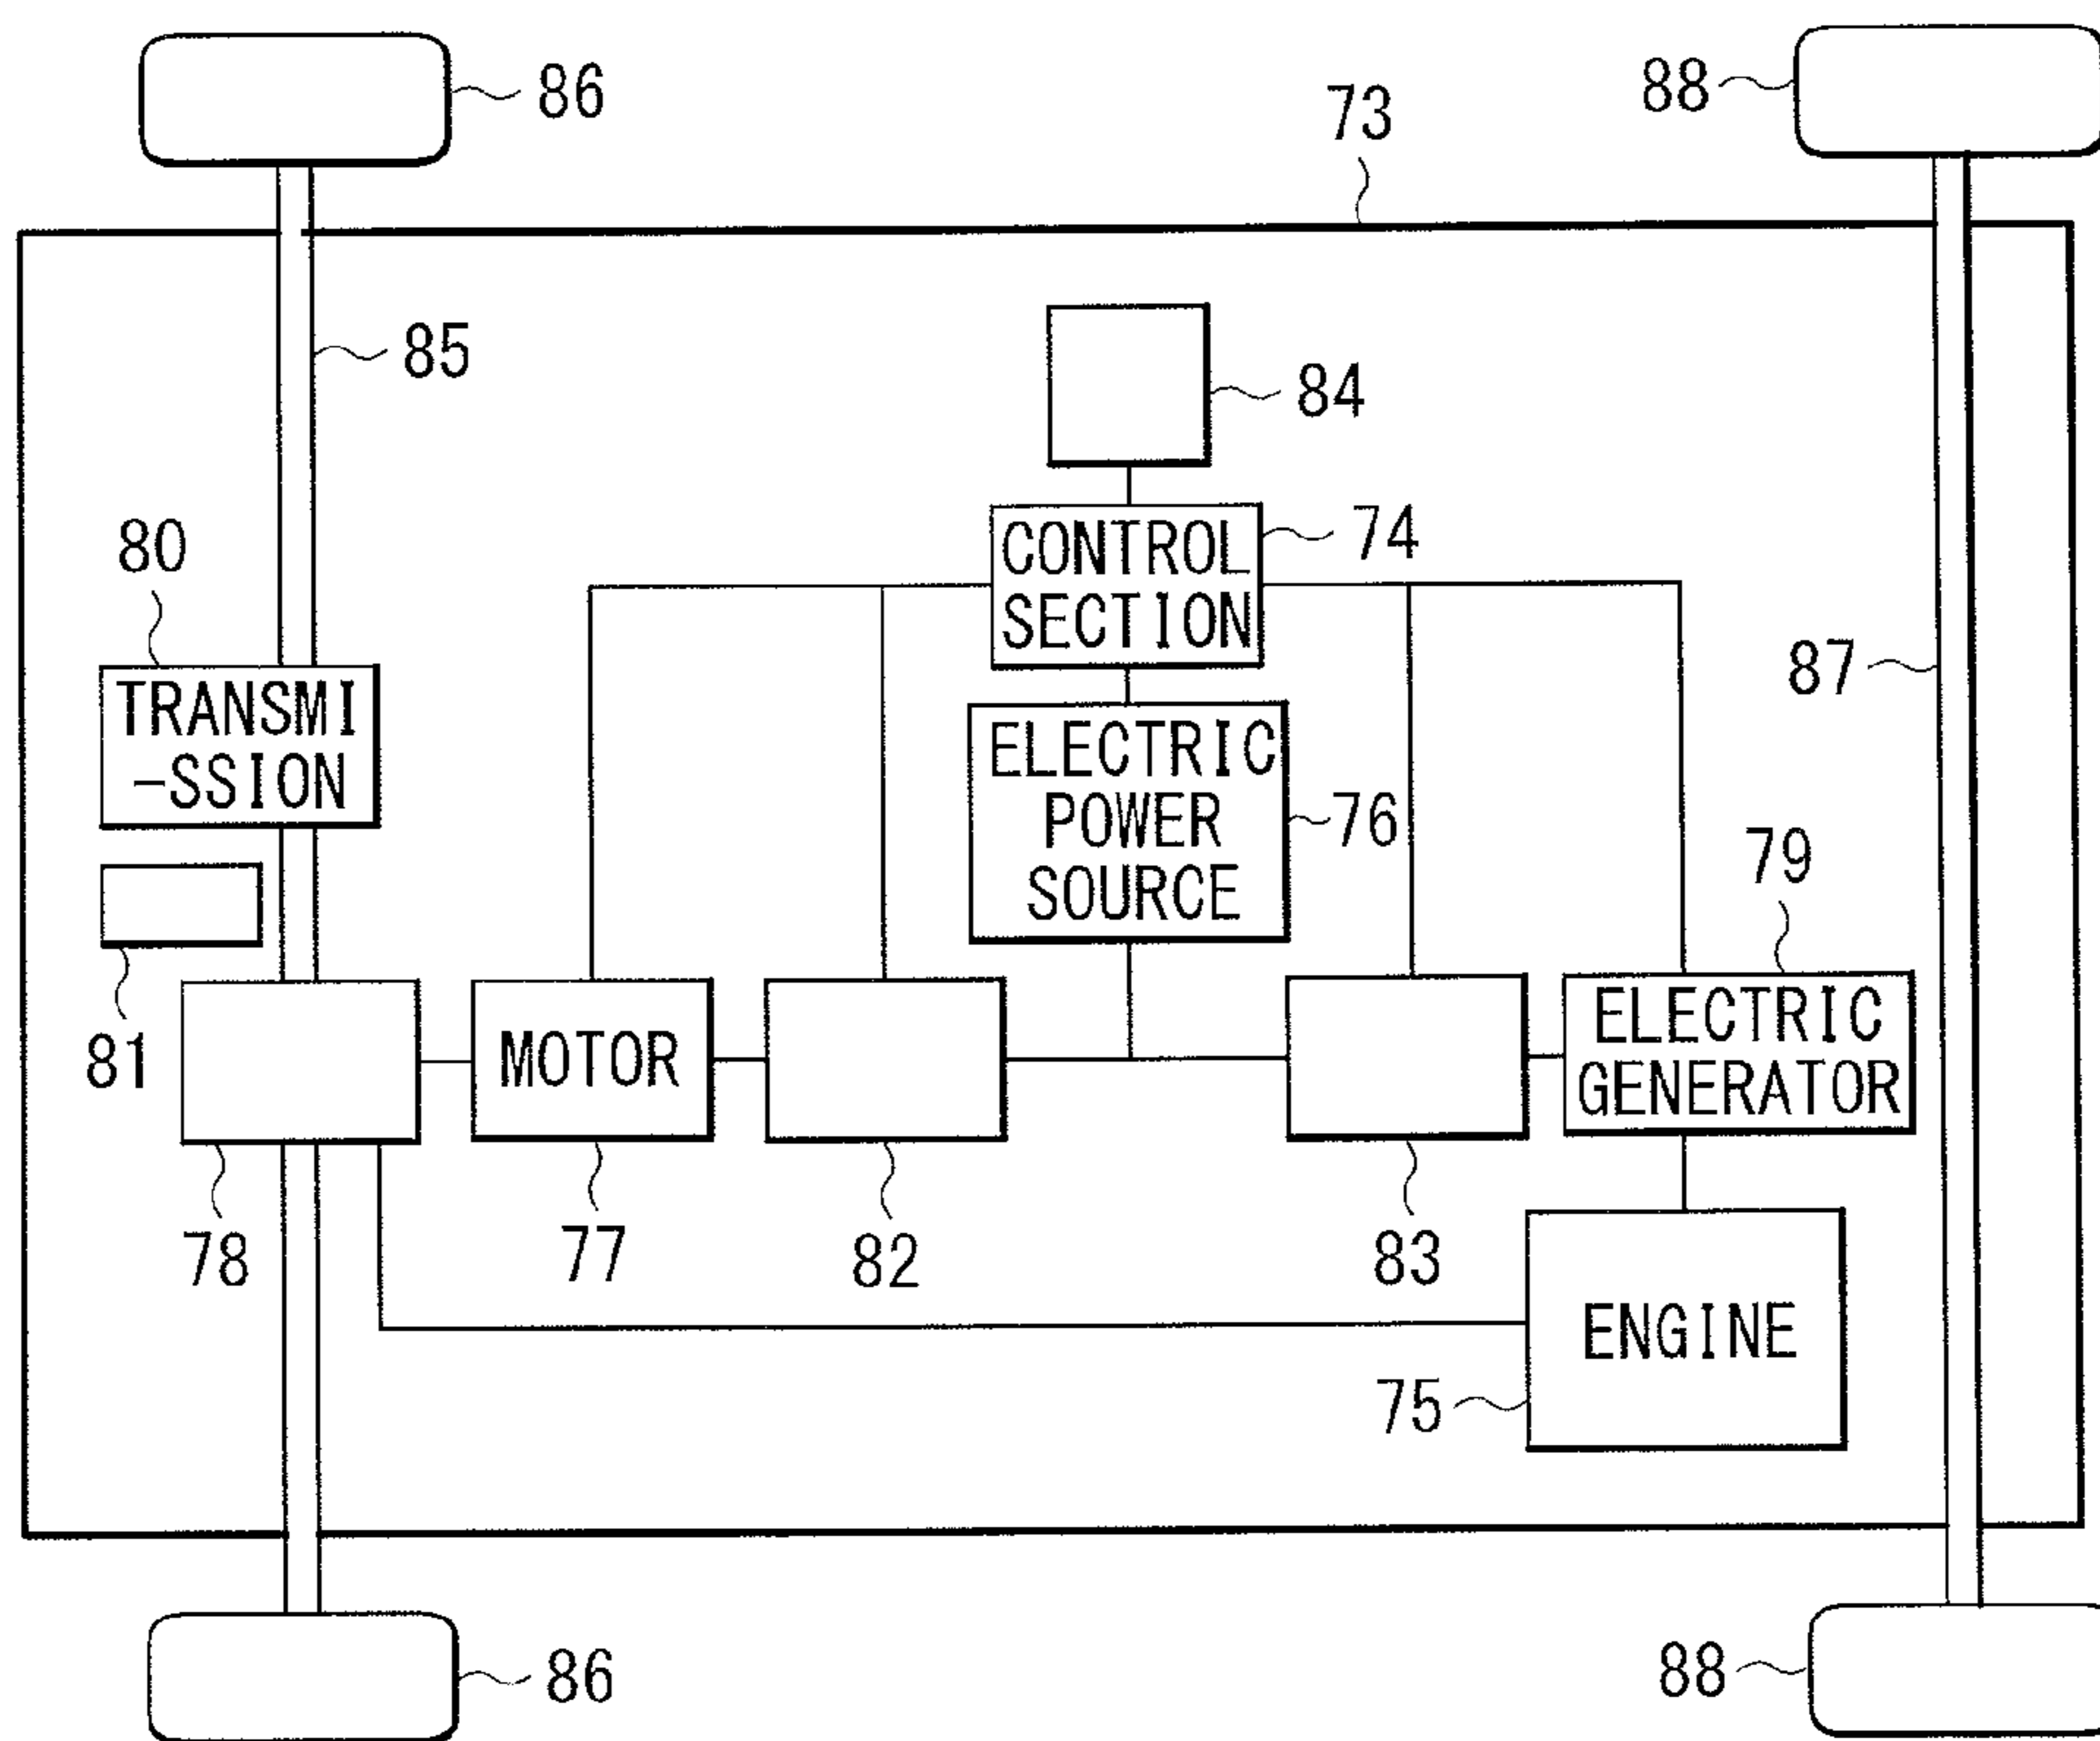 86
88
73
85
84
80
CONTROL
SECTION
74
87
TRANSMI
-SSION
ELECTRIC
POWER
SOURCE
76
79
81
MOTOR
ELECTRIC
GENERATOR
78
77
82
83
ENGINE
75
86
88